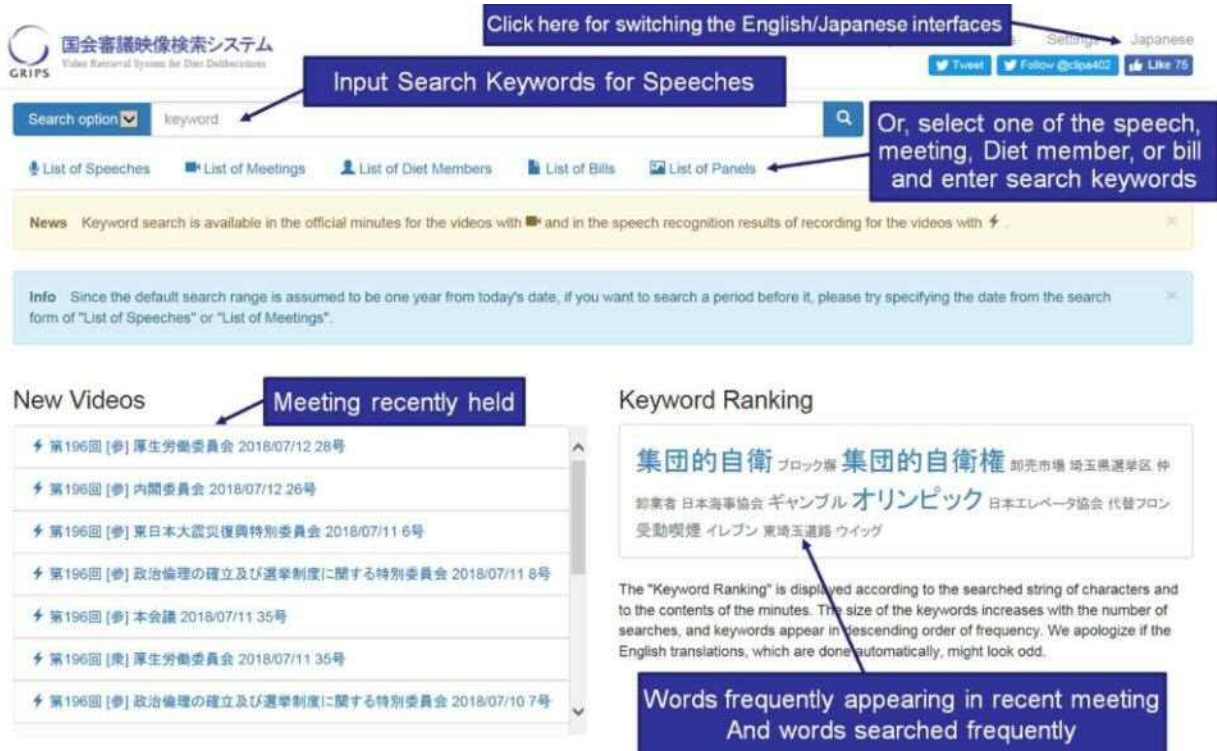 Click here for switching the English/Japanese interfaces
国会審議映像検索システム
GRIPS
Video Retrieval System for Diet Deliberations
Settings
Japanese
Tweet
Follow @clipa402
Like 75
Input Search Keywords for Speeches
Search option
keyword
Or, select one of the speech,
meeting, Diet member, or bill
and enter search keywords
List of Speeches
List of Meetings
List of Diet Members
List of Bills
List of Panels
News Keyword search is available in the official minutes for the videos with and in the speech recognition results of recording for the videos with .
Info Since the default search range is assumed to be one year from today's date, if you want to search a period before it, please try specifying the date from the search
form of "List of Speeches" or "List of Meetings".
New Videos
Meeting recently held
第196回 [参] 厚生労働委員会 2018/07/12 28号
第196回 [参] 内閣委員会 2018/07/12 26号
第196回 [参] 東日本大震災復興特別委員会 2018/07/11 6号
第196回 [参] 政治倫理の確立及び選挙制度に関する特別委員会 2018/07/11 8号
第196回 [参] 本会議 2018/07/11 35号
第196回 [衆] 厚生労働委員会 2018/07/11 35号
第196回 [参] 政治倫理の確立及び選挙制度に関する特別委員会 2018/07/10 7号
Keyword Ranking
集団的自衛 ブロック塀 集団的自衛権 卸売市場 埼玉県選挙区 仲
卸業者 日本海事協会 ギャンブル オリンピック 日本エレベータ協会 代替フロン
受動喫煙 イレブン 東埼玉道路 ウイッグ
The "Keyword Ranking" is displayed according to the searched string of characters and
to the contents of the minutes. The size of the keywords increases with the number of
searches, and keywords appear in descending order of frequency. We apologize if the
English translations, which are done automatically, might look odd.
Words frequently appearing in recent meeting
And words searched frequently